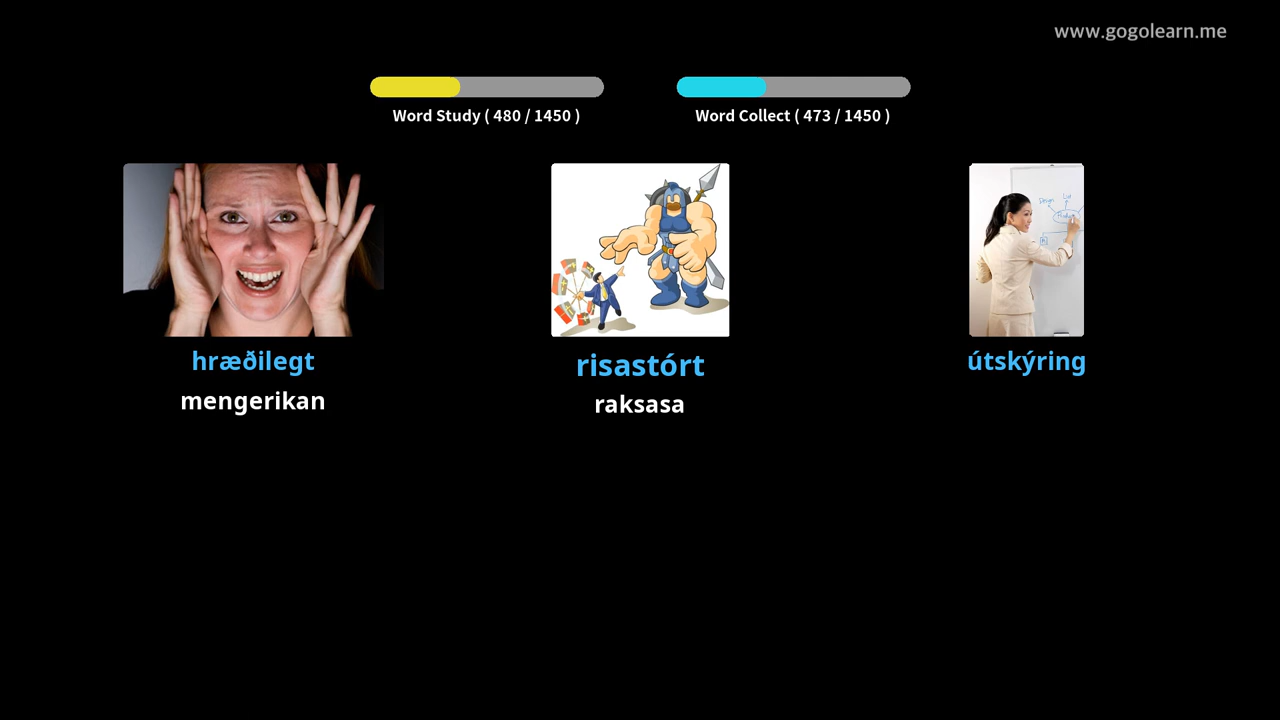 www.gogolearn.me
Word Study ( 480 / 1450 )
Word Collect ( 473 / 1450 )
hræðilegt
mengerikan
risastórt
raksasa
útskýring